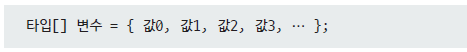 타입[] 변수 = { 값0, 값1, 값2, 값3, … };